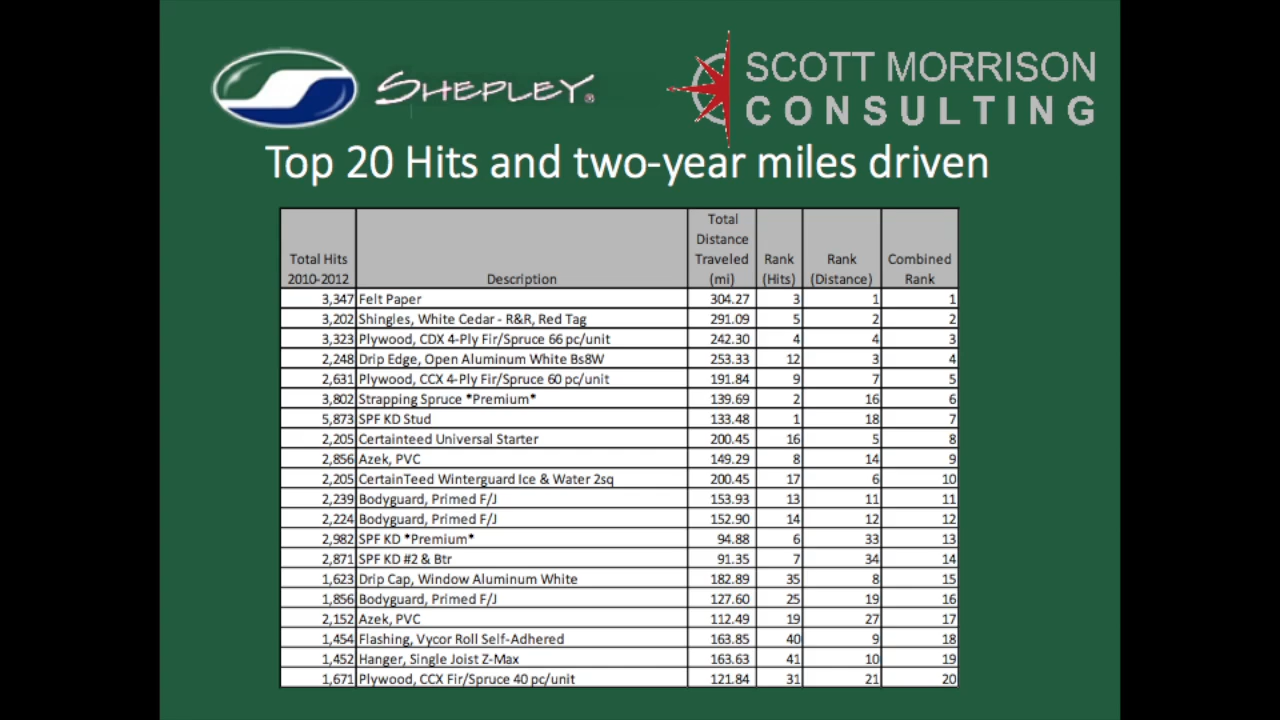 SHEPLEY®
SCOTT MORRISON
CONSULTING
Top 20 Hits and two-year miles driven
Total Hits 2010-2012 Description Total Distance Traveled (mi) Rank (Hits) Rank (Distance) Combined Rank
3,347 Felt Paper 304.27 3 1 1
3,202 Shingles, White Cedar - R&R, Red Tag 291.09 5 2 2
3,323 Plywood, CDX 4-Ply Fir/Spruce 66 pc/unit 242.30 4 4 3
2,248 Drip Edge, Open Aluminum White Bs8W 253.33 12 3 4
2,631 Plywood, CCX 4-Ply Fir/Spruce 60 pc/unit 191.84 9 7 5
3,802 Strapping Spruce *Premium* 139.69 2 16 6
5,873 SPF KD Stud 133.48 1 18 7
2,205 Certainteed Universal Starter 200.45 16 5 8
2,856 Azek, PVC 149.29 8 14 9
2,205 CertainTeed Winterguard Ice & Water 2sq 200.45 17 6 10
2,239 Bodyguard, Primed F/J 153.93 13 11 11
2,224 Bodyguard, Primed F/J 152.90 14 12 12
2,982 SPF KD *Premium* 94.88 6 33 13
2,871 SPF KD #2 & Btr 91.35 7 34 14
1,623 Drip Cap, Window Aluminum White 182.89 35 8 15
1,856 Bodyguard, Primed F/J 127.60 25 19 16
2,152 Azek, PVC 112.49 19 27 17
1,454 Flashing, Vycor Roll Self-Adhered 163.85 40 9 18
1,452 Hanger, Single Joist Z-Max 163.63 41 10 19
1,671 Plywood, CCX Fir/Spruce 40 pc/unit 121.84 31 21 20